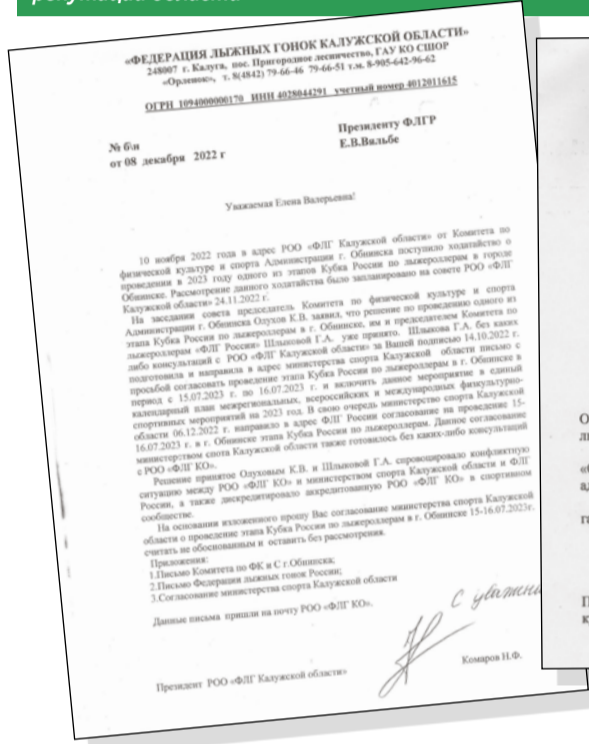 репутация области
«ФЕДЕРАЦИЯ ЛЫЖНЫХ ГОНОК КАЛУЖСКОЙ ОБЛАСТИ»
248007 г. Калуга, пос. Пригородное лесничество, ГАУ КО СШОР
«Орленок», т. 8(4842) 79-66-46 79-66-51 т.м. 8-905-642-96-62
ОГРН 1094000000170 ИНН 4028044291 учетный номер 4012011615
№ б\н
от 08 декабря 2022 г
Президенту ФЛГР
Е.В.Вяльбе
Уважаемая Елена Валерьевна!
10 ноября 2022 года в адрес РОО «ФЛГ Калужской области» от Комитета по
физической культуре и спорта Администрации г. Обнинска поступило ходатайство о
проведении в 2023 году одного из этапов Кубка России по лыжероллерам в городе
Обнинске. Рассмотрение данного ходатайства было запланировано на совете РОО «ФЛГ
Калужской области» 24.11.2022 г.
На заседании совета председатель Комитета по физической культуре и спорта
Администрации г. Обнинска Олухов К.В. заявил, что решение по проведению одного из
этапа Кубка России по лыжероллерам в г. Обнинске, им и председателем Комитета по
лыжероллерам «ФЛГ России» Шлыковой Г.А. уже принято. Шлыкова Г.А. без каких
либо консультаций с РОО «ФЛГ Калужской области» за Вашей подписью 14.10.2022 г.
подготовила и направила в адрес министерства спорта Калужской области письмо с
просьбой согласовать проведение этапа Кубка России по лыжероллерам в г. Обнинске в
период с 15.07.2023 г. по 16.07.2023 г. и включить данное мероприятие в единый
календарный план межрегиональных, всероссийских и международных физкультурно-
спортивных мероприятий на 2023 год. В свою очередь министерство спорта Калужской
области 06.12.2022 г. направило в адрес ФЛГ России согласование на проведение 15-
16.07.2023 г. в г. Обнинске этапа Кубка России по лыжероллерам. Данное согласование
министерством спота Калужской области также готовилось без каких-либо консультаций
с РОО «ФЛГ КО».
Решение принятое Олуховым К.В. и Шлыковой Г.А. спровоцировало конфликтную
ситуацию между РОО «ФЛГ КО» и министерством спорта Калужской области и ФЛГ
России, а также дискредитировало аккредитованную РОО «ФЛГ КО» в спортивном
сообществе.
На основании изложенного прошу Вас согласование министерства спорта Калужской
области о проведение этапа Кубка России по лыжероллерам в г. Обнинске 15-16.07.2023г.
считать не обоснованным и оставить без рассмотрения.
Приложения:
1.Письмо Комитета по ФК и С г.Обнинска;
2.Письмо Федерации лыжных гонок России;
3.Согласование министерства спорта Калужской области
Данные письма пришли на почту РОО «ФЛГ КО».
С уважени
Президент РОО «ФЛГ Калужской области»
Комаров Н.Ф.